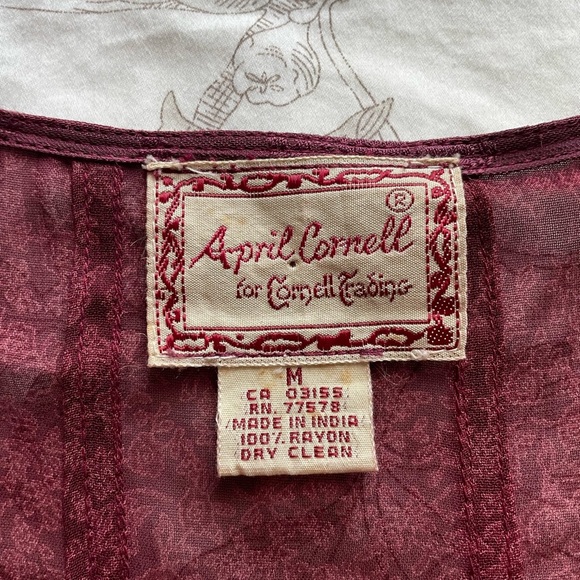 ®
April Cornell
for Cornell Trading
M
CA 03155
RN. 77578
MADE IN INDIA
100% RAYON
DRY CLEAN